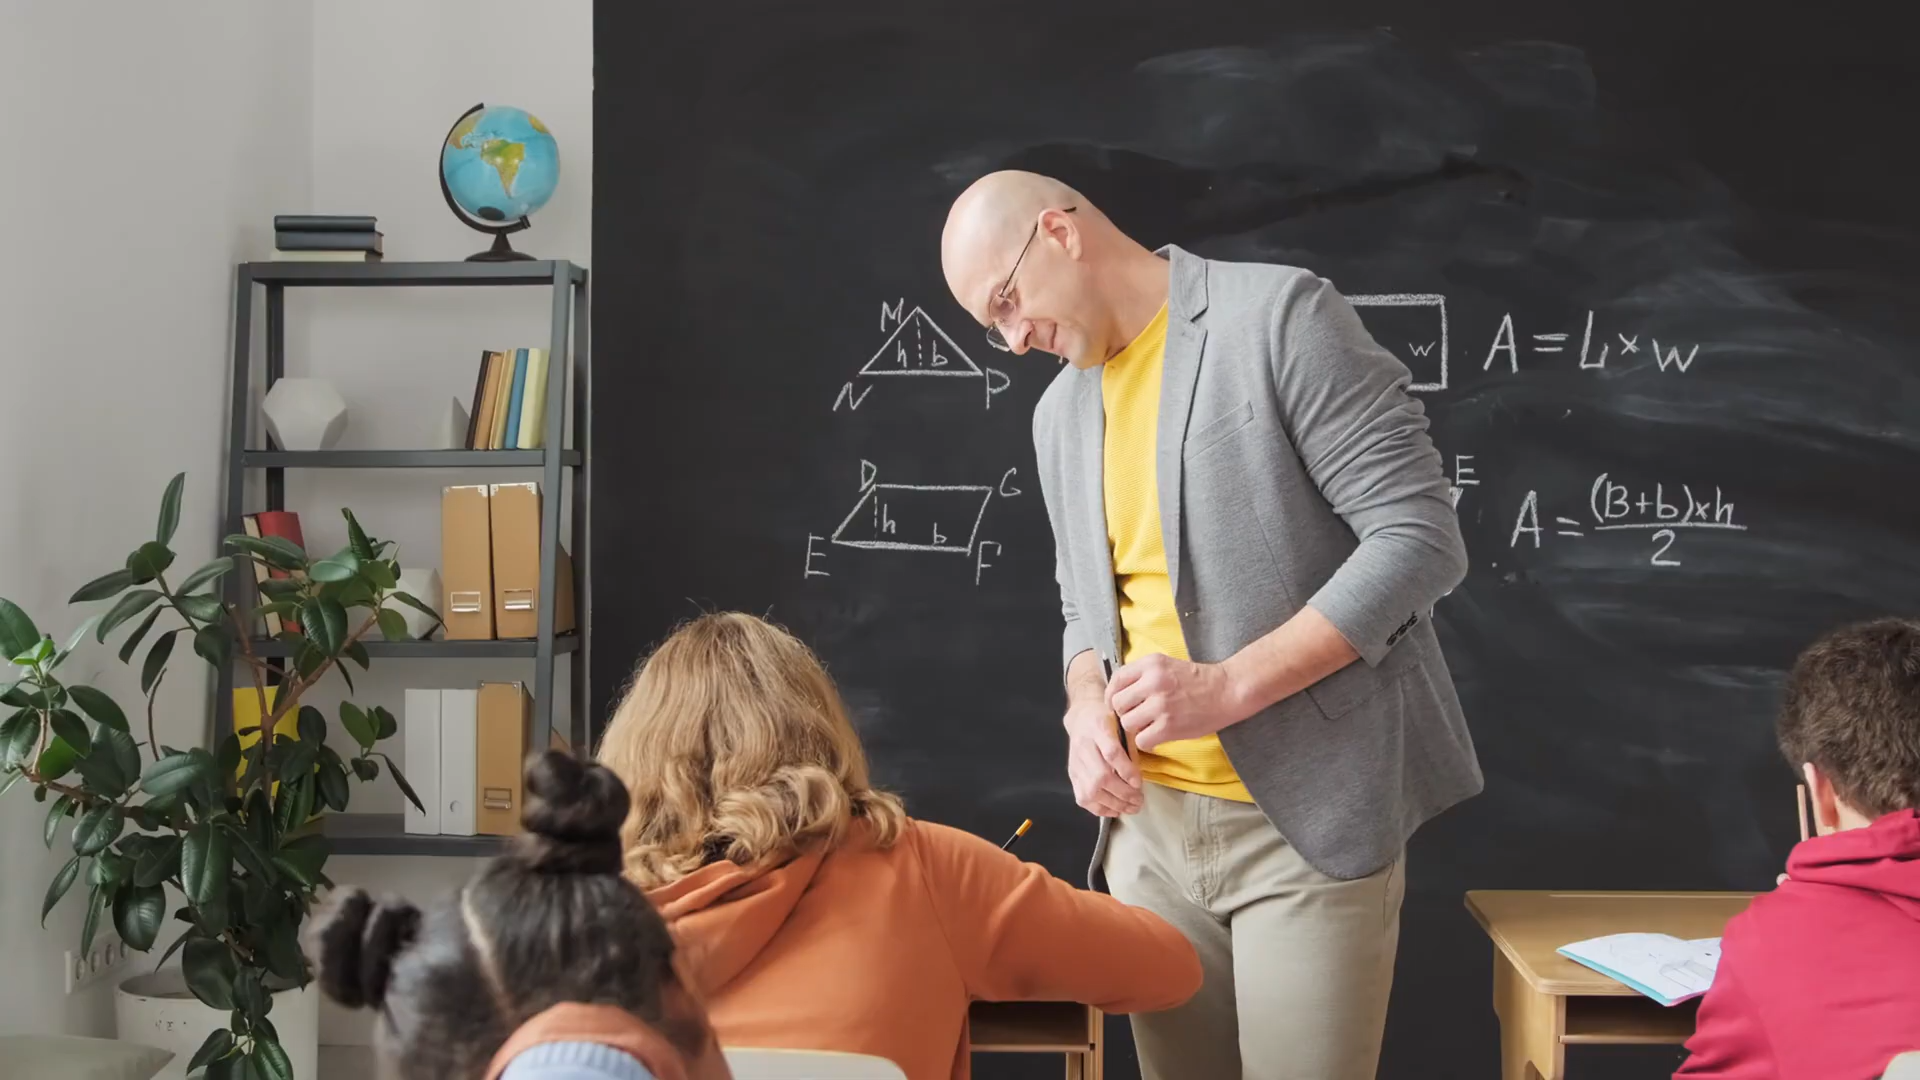 M
h b
N P
w
A = L × w
D G
h b
E F
E
A = (B+b)×h
2